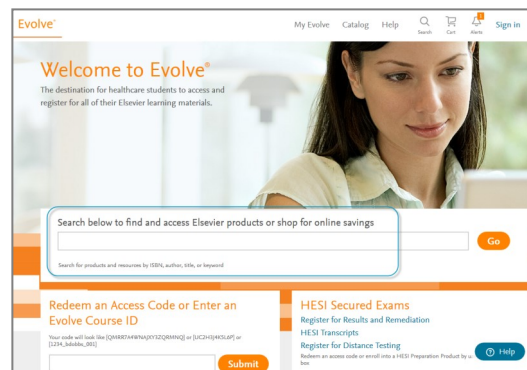 Evolve®
My Evolve Catalog Help Search Cart Alerts Sign in
Welcome to Evolve®
The destination for healthcare students to access and
register for all of their Elsevier learning materials.
Search below to find and access Elsevier products or shop for online savings
Go
Search for products and resources by ISBN, author, title, or keyword
Redeem an Access Code or Enter an
Evolve Course ID
Your code will look like
Submit
HESI Secured Exams
Register for Results and Remediation
HESI Transcripts
Register for Distance Testing
Redeem an access code or enroll into a HESI Preparation Product by u
box
Help